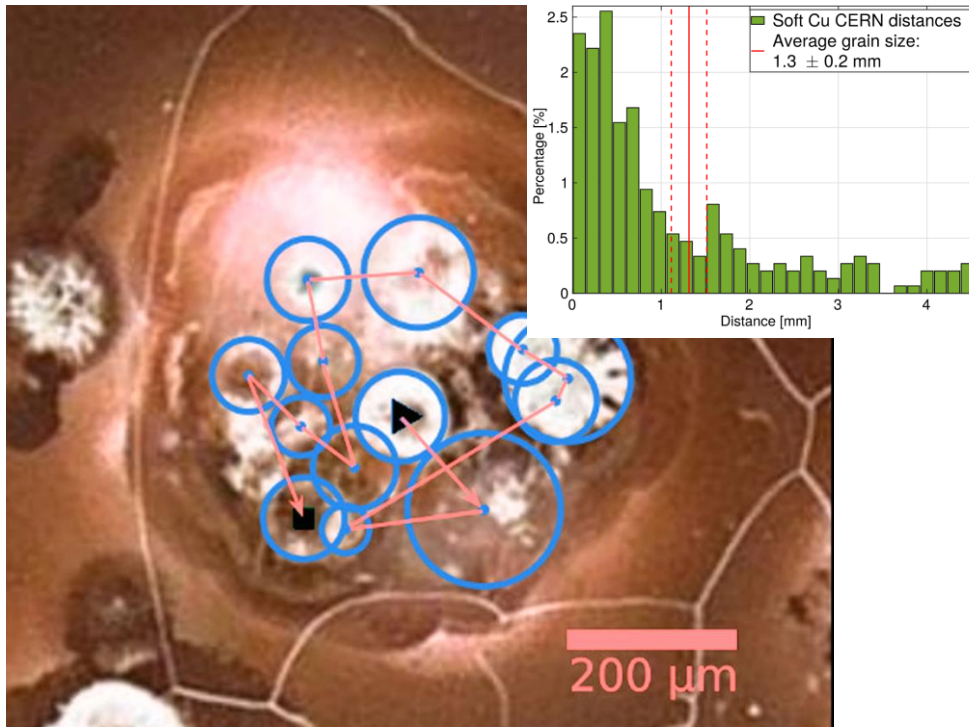 2.5
2
1.5
1
0.5
0
0 1 2 3 4
Percentage [%]
Distance [mm]
Soft Cu CERN distances
Average grain size:
1.3 ± 0.2 mm
200 µm